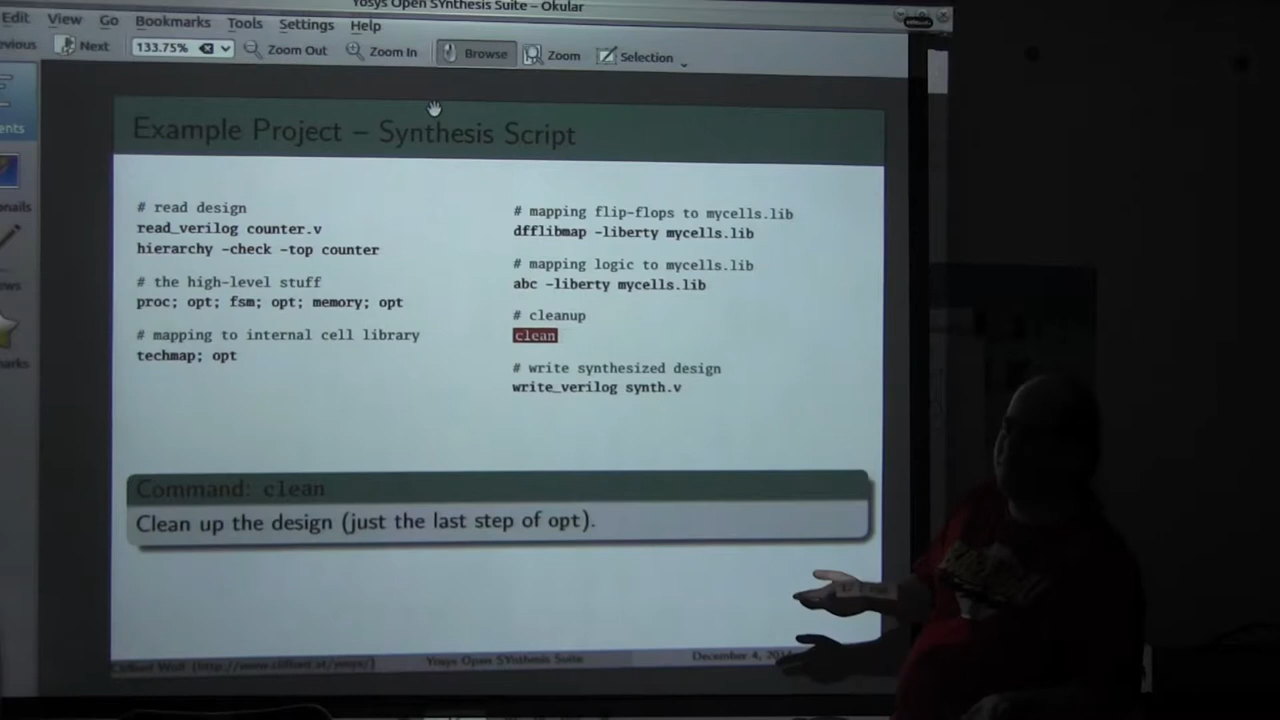 Yosys Open SYnthesis Suite – Okular
Edit View Go Bookmarks Tools Settings Help
Next 133.75% Zoom Out Zoom In Browse Zoom Selection
Example Project – Synthesis Script
# read design
read_verilog counter.v
hierarchy -check -top counter
# the high-level stuff
proc; opt; fsm; opt; memory; opt
# mapping to internal cell library
techmap; opt
# mapping flip-flops to mycells.lib
dfflibmap -liberty mycells.lib
# mapping logic to mycells.lib
abc -liberty mycells.lib
# cleanup
clean
# write synthesized design
write_verilog synth.v
Command: clean
Clean up the design (just the last step of opt).
Yosys Open SYnthesis Suite
December 4,